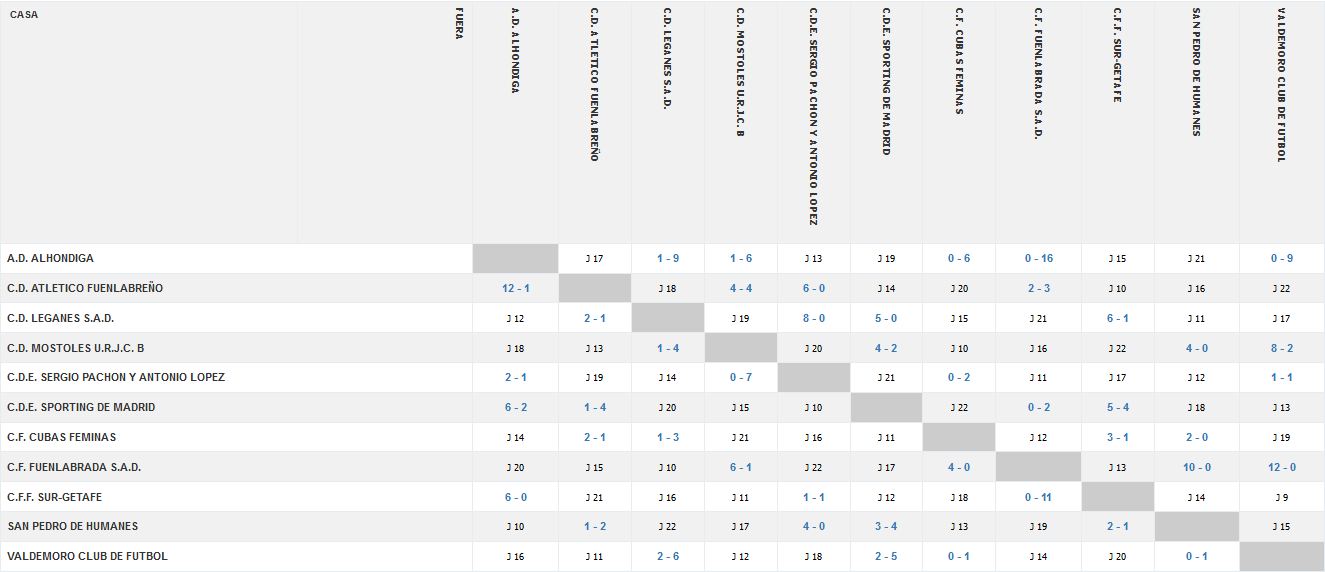 CASA FUERA A.D. ALHONDIGA C.D. ATLETICO FUENLABREÑO C.D. LEGANES S.A.D. C.D. MOSTOLES U.R.J.C. B C.D.E. SERGIO PACHON Y ANTONIO LOPEZ C.D.E. SPORTING DE MADRID C.F. CUBAS FEMINAS C.F. FUENLABRADA S.A.D. C.F.F. SUR-GETAFE SAN PEDRO DE HUMANES VALDEMORO CLUB DE FUTBOL
A.D. ALHONDIGA J 17 1 - 9 1 - 6 J 13 J 19 0 - 6 0 - 16 J 15 J 21 0 - 9
C.D. ATLETICO FUENLABREÑO 12 - 1 J 18 4 - 4 6 - 0 J 14 J 20 2 - 3 J 10 J 16 J 22
C.D. LEGANES S.A.D. J 12 2 - 1 J 19 8 - 0 5 - 0 J 15 J 21 6 - 1 J 11 J 17
C.D. MOSTOLES U.R.J.C. B J 18 J 13 1 - 4 J 20 4 - 2 J 10 J 16 J 22 4 - 0 8 - 2
C.D.E. SERGIO PACHON Y ANTONIO LOPEZ 2 - 1 J 19 J 14 0 - 7 J 21 0 - 2 J 11 J 17 J 12 1 - 1
C.D.E. SPORTING DE MADRID 6 - 2 1 - 4 J 20 J 15 J 10 J 22 0 - 2 5 - 4 J 18 J 13
C.F. CUBAS FEMINAS J 14 2 - 1 1 - 3 J 21 J 16 J 11 J 12 3 - 1 2 - 0 J 19
C.F. FUENLABRADA S.A.D. J 20 J 15 J 10 6 - 1 J 22 J 17 4 - 0 J 13 10 - 0 12 - 0
C.F.F. SUR-GETAFE 6 - 0 J 21 J 16 J 11 1 - 1 J 12 J 18 0 - 11 J 14 J 9
SAN PEDRO DE HUMANES J 10 1 - 2 J 22 J 17 4 - 0 3 - 4 J 13 J 19 2 - 1 J 15
VALDEMORO CLUB DE FUTBOL J 16 J 11 2 - 6 J 12 J 18 2 - 5 0 - 1 J 14 J 20 0 - 1